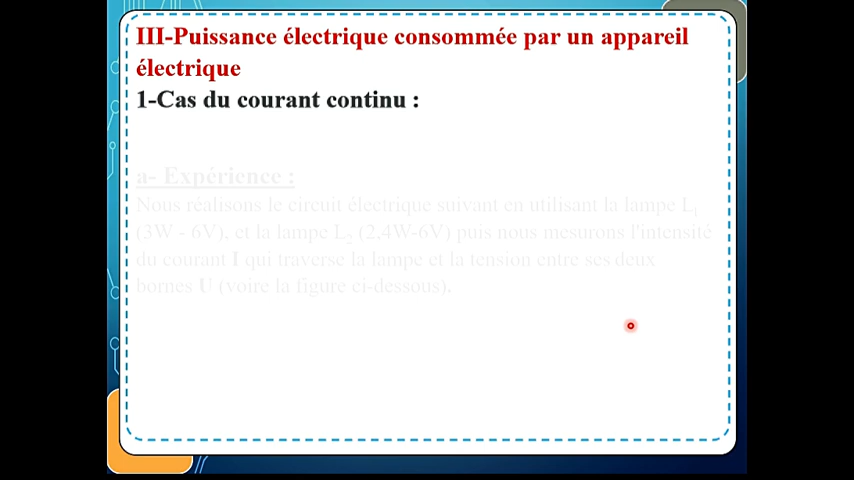 III-Puissance électrique consommée par un appareil
électrique
1-Cas du courant continu :
a- Expérience :
Nous réalisons le circuit électrique suivant en utilisant la lampe L₁
(3W - 6V), et la lampe L₂ (2,4W-6V) puis nous mesurons l'intensité
du courant I qui traverse la lampe et la tension entre ses deux
bornes U (voire la figure ci-dessous).